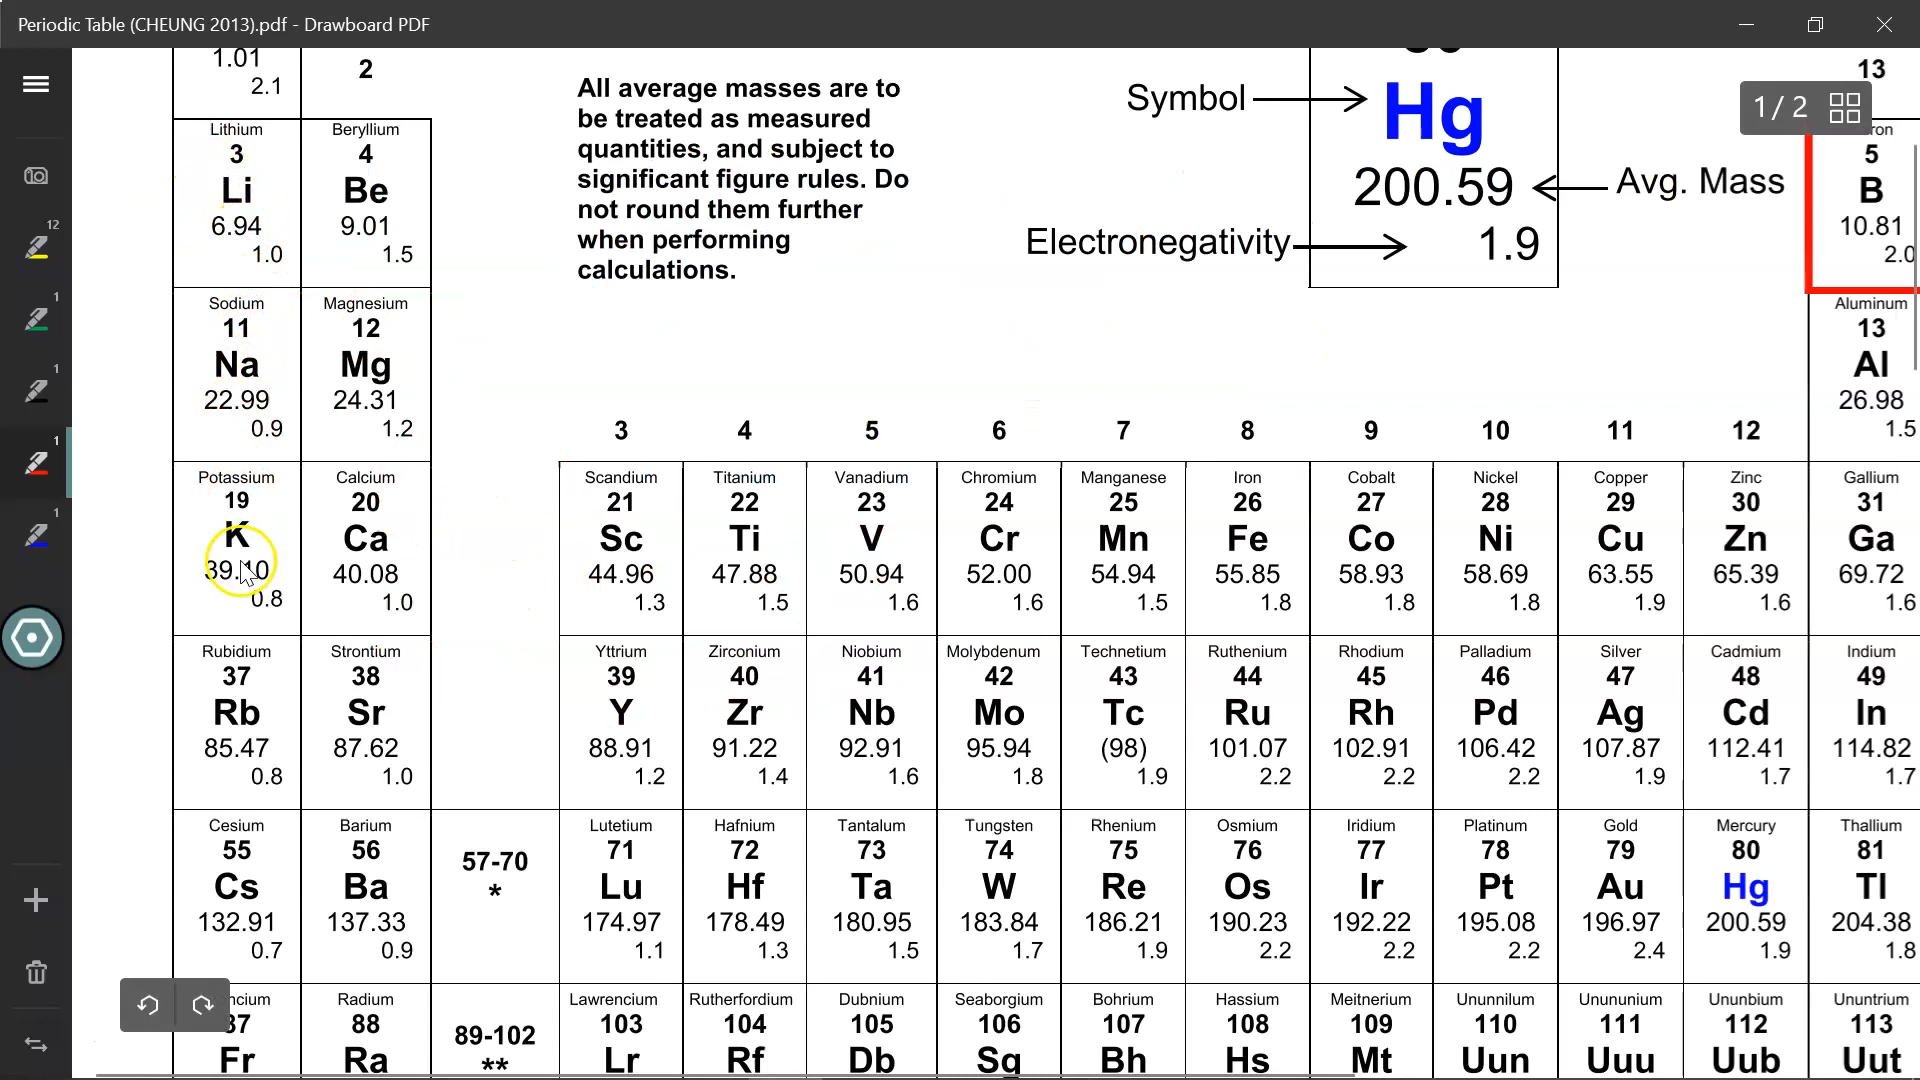 Periodic Table (CHEUNG 2013).pdf - Drawboard PDF
1.01
2.1
2
All average masses are to
be treated as measured
quantities, and subject to
significant figure rules. Do
not round them further
when performing
calculations.
Symbol
Hg
200.59
Avg. Mass
Electronegativity
1.9
13
1 / 2
12
1
1
1
1
Lithium
3
Li
6.94
1.0
Beryllium
4
Be
9.01
1.5
5
B
10.81
2.0
Sodium
11
Na
22.99
0.9
Magnesium
12
Mg
24.31
1.2
Aluminum
13
Al
26.98
1.5
3 4 5 6 7 8 9 10 11 12
Potassium
19
K
39.10
0.8
Calcium
20
Ca
40.08
1.0
Scandium
21
Sc
44.96
1.3
Titanium
22
Ti
47.88
1.5
Vanadium
23
V
50.94
1.6
Chromium
24
Cr
52.00
1.6
Manganese
25
Mn
54.94
1.5
Iron
26
Fe
55.85
1.8
Cobalt
27
Co
58.93
1.8
Nickel
28
Ni
58.69
1.8
Copper
29
Cu
63.55
1.9
Zinc
30
Zn
65.39
1.6
Gallium
31
Ga
69.72
1.6
Rubidium
37
Rb
85.47
0.8
Strontium
38
Sr
87.62
1.0
Yttrium
39
Y
88.91
1.2
Zirconium
40
Zr
91.22
1.4
Niobium
41
Nb
92.91
1.6
Molybdenum
42
Mo
95.94
1.8
Technetium
43
Tc
(98)
1.9
Ruthenium
44
Ru
101.07
2.2
Rhodium
45
Rh
102.91
2.2
Palladium
46
Pd
106.42
2.2
Silver
47
Ag
107.87
1.9
Cadmium
48
Cd
112.41
1.7
Indium
49
In
114.82
1.7
Cesium
55
Cs
132.91
0.7
Barium
56
Ba
137.33
0.9
57-70
*
Lutetium
71
Lu
174.97
1.1
Hafnium
72
Hf
178.49
1.3
Tantalum
73
Ta
180.95
1.5
Tungsten
74
W
183.84
1.7
Rhenium
75
Re
186.21
1.9
Osmium
76
Os
190.23
2.2
Iridium
77
Ir
192.22
2.2
Platinum
78
Pt
195.08
2.2
Gold
79
Au
196.97
2.4
Mercury
80
Hg
200.59
1.9
Thallium
81
Tl
204.38
1.8
87
Fr
Radium
88
Ra
89-102
**
Lawrencium
103
Lr
Rutherfordium
104
Rf
Dubnium
105
Db
Seaborgium
106
Sg
Bohrium
107
Bh
Hassium
108
Hs
Meitnerium
109
Mt
Ununnilum
110
Uun
Unununium
111
Uuu
Ununbium
112
Uub
Ununtrium
113
Uut